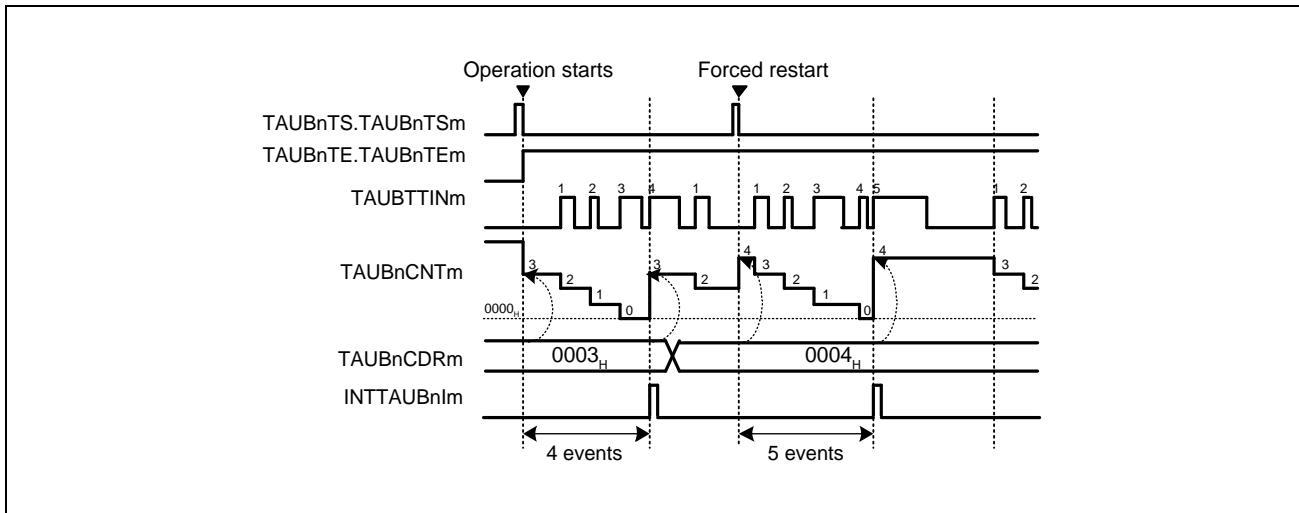 Operation starts Forced restart
TAUBnTS.TAUBnTSm
TAUBnTE.TAUBnTEm
TAUBTTINm 1 2 3 4 1 1 2 3 4 5 1 2
TAUBnCNTm 3 2 1 0 3 2 4 3 2 1 0 4 3 2
0000H
TAUBnCDRm 0003H 0004H
INTTAUBnIm
4 events 5 events